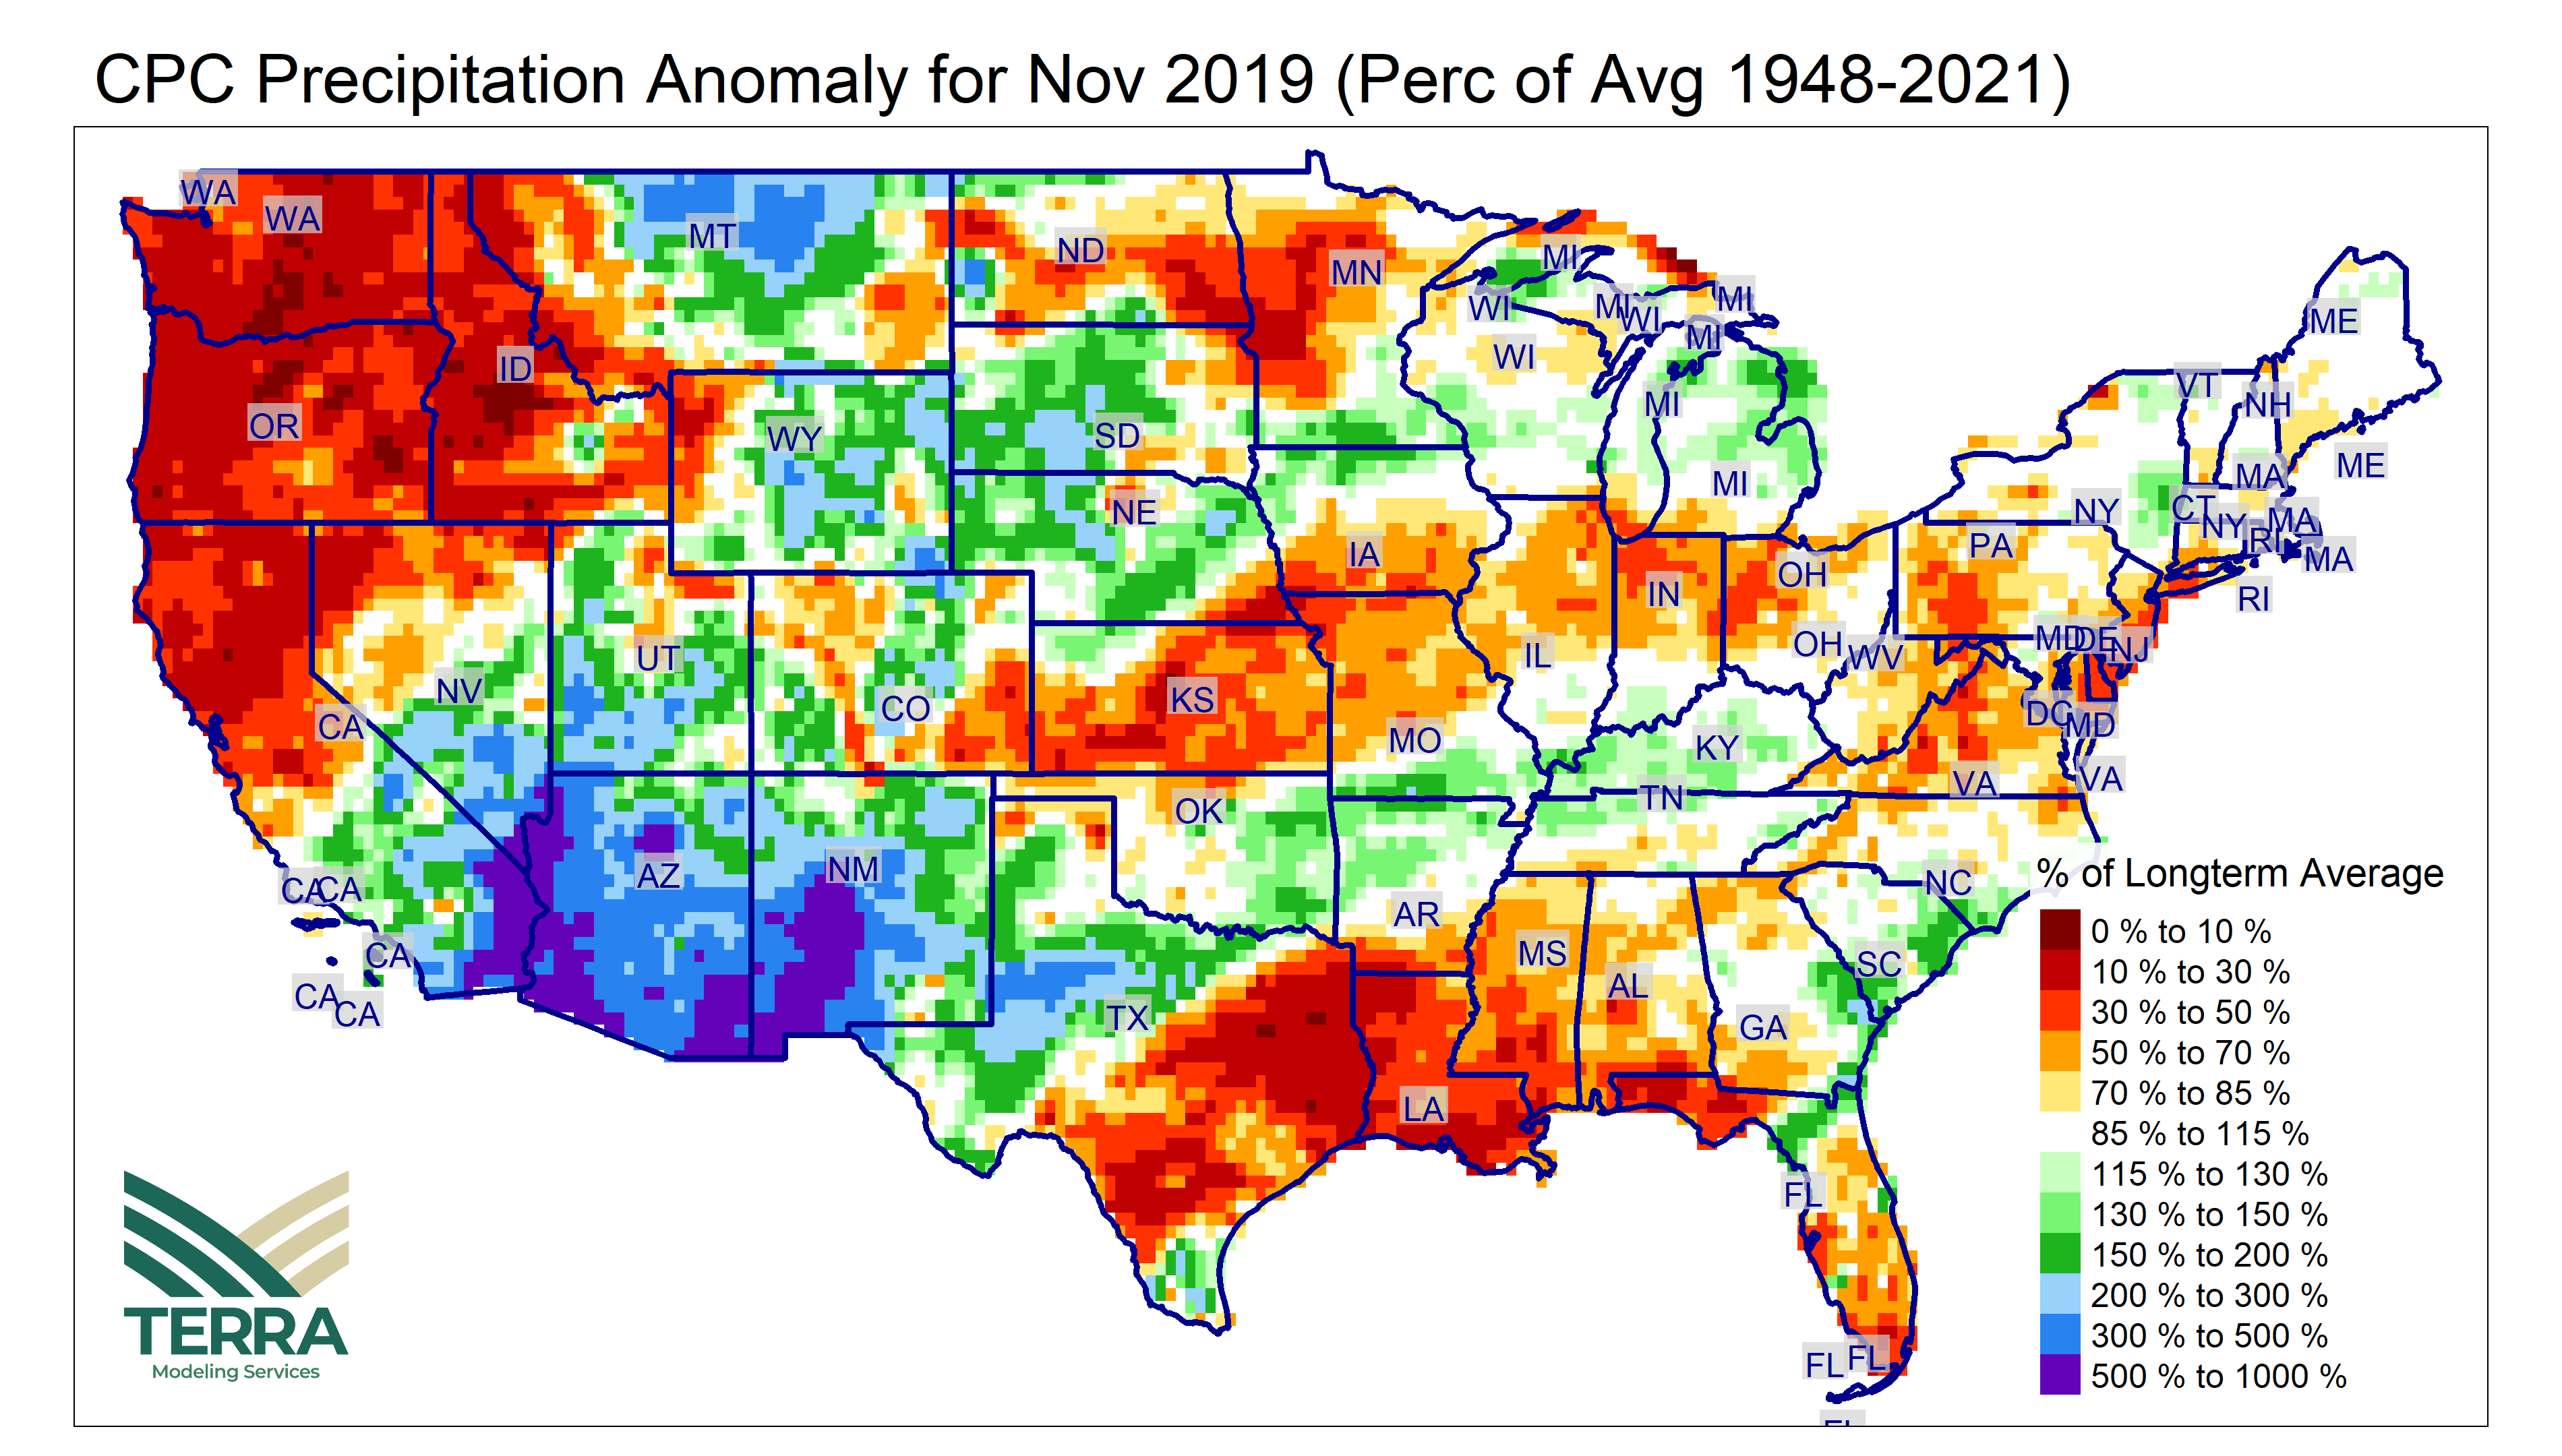 CPC Precipitation Anomaly for Nov 2019 (Perc of Avg 1948-2021)
WA
WA
MT
ND
MN
MI
WI
MI
WI
MI
MI
WI
ME
ID
OR
WY
SD
MI
VT
NH
NE
MI
MA
ME
NY
CT
NY
MA
RI
MA
IA
PA
OH
IN
RI
UT
IL
OH
WV
MD
DE
NJ
NV
CO
KS
CA
MO
KY
DC
MD
OK
TN
VA
VA
AZ
NM
CA
CA
AR
NC
MS
SC
CA
AL
CA
CA
TX
GA
LA
FL
FL
FL
% of Longterm Average
0 % to 10 %
10 % to 30 %
30 % to 50 %
50 % to 70 %
70 % to 85 %
85 % to 115 %
115 % to 130 %
130 % to 150 %
150 % to 200 %
200 % to 300 %
300 % to 500 %
500 % to 1000 %
TERRA
Modeling Services